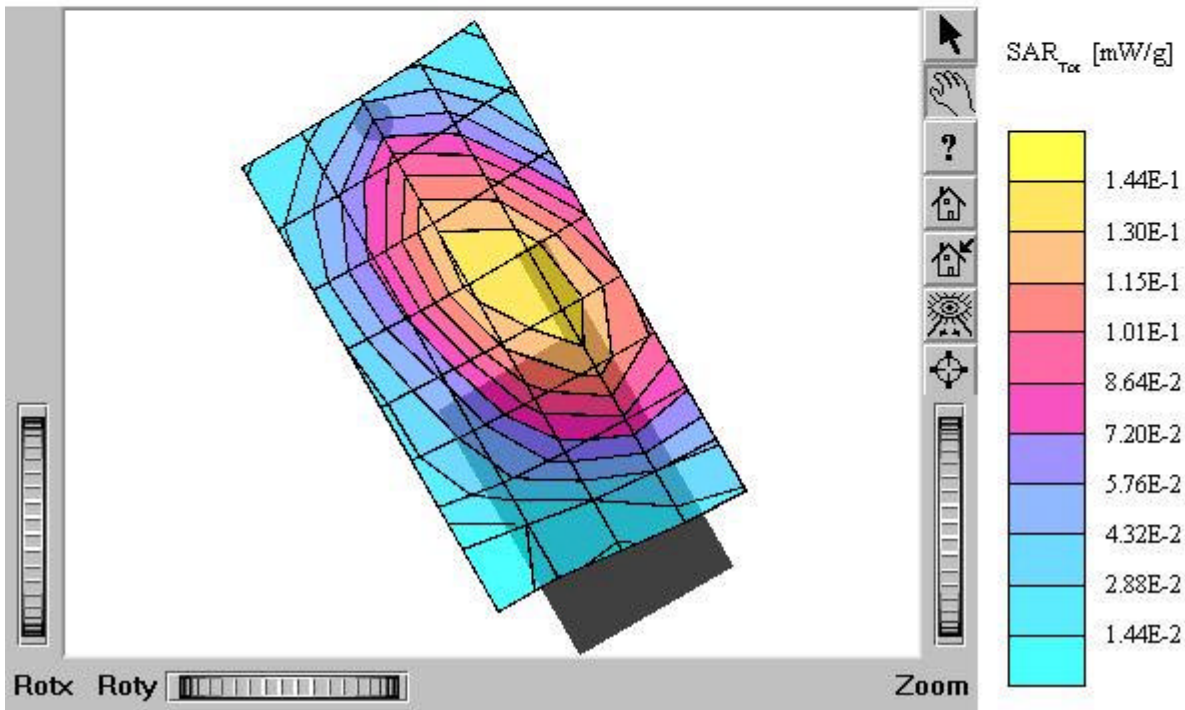 SAR_Tot [mW/g]
?
1.44E-1
1.30E-1
1.15E-1
1.01E-1
8.64E-2
7.20E-2
5.76E-2
4.32E-2
2.88E-2
1.44E-2
Rotx Roty Zoom